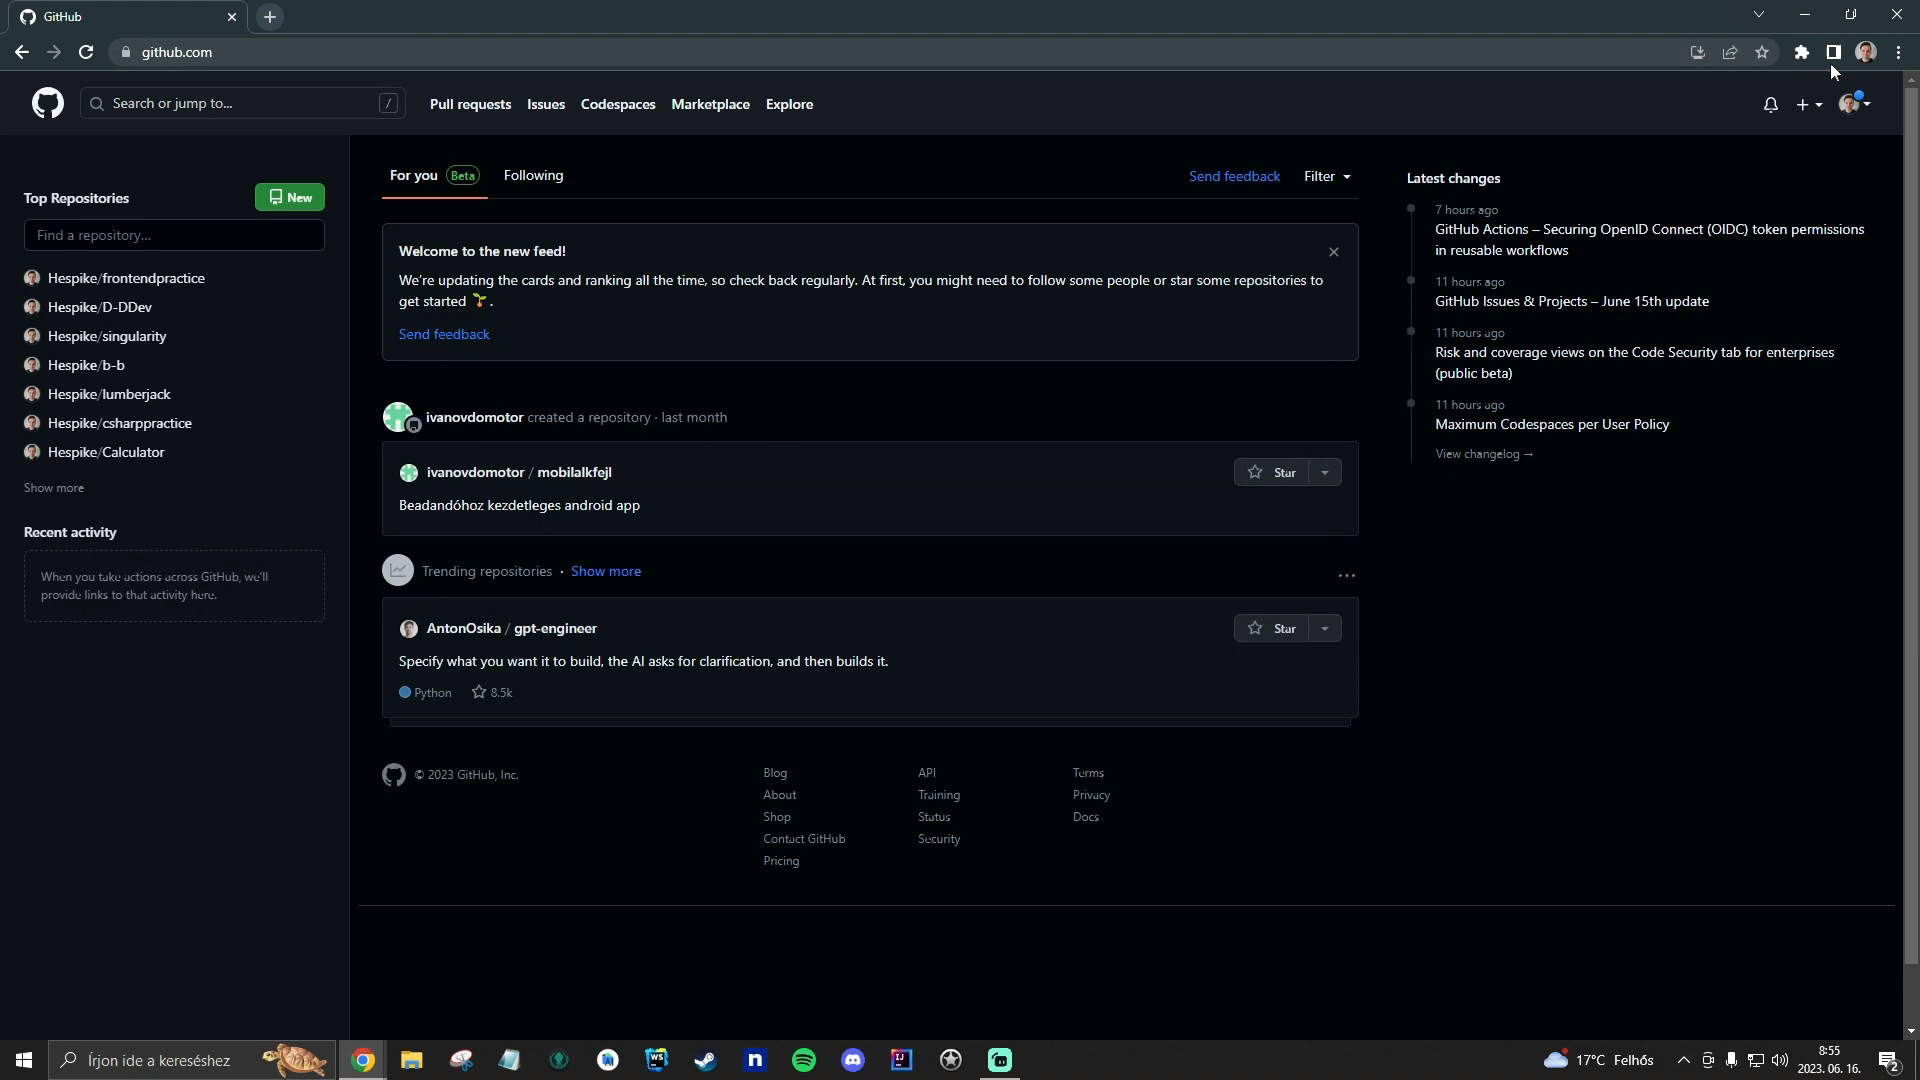 GitHub
github.com
Search or jump to...
/
Pull requests
Issues
Codespaces
Marketplace
Explore
Top Repositories
New
Find a repository...
Hespike/frontendpractice
Hespike/D-DDev
Hespike/singularity
Hespike/b-b
Hespike/lumberjack
Hespike/csharppractice
Hespike/Calculator
Show more
Recent activity
When you take actions across GitHub, we'll
provide links to that activity here.
For you Beta
Following
Send feedback
Filter
Welcome to the new feed!
We're updating the cards and ranking all the time, so check back regularly. At first, you might need to follow some people or star some repositories to
get started 🌱.
Send feedback
ivanovdomotor created a repository · last month
ivanovdomotor / mobilalkfejl
Star
Beadandóhoz kezdetleges android app
Trending repositories · Show more
AntonOsika / gpt-engineer
Star
Specify what you want it to build, the AI asks for clarification, and then builds it.
Python
8.5k
© 2023 GitHub, Inc.
Blog
About
Shop
Contact GitHub
Pricing
API
Training
Status
Security
Terms
Privacy
Docs
Latest changes
7 hours ago
GitHub Actions – Securing OpenID Connect (OIDC) token permissions
in reusable workflows
11 hours ago
GitHub Issues & Projects – June 15th update
11 hours ago
Risk and coverage views on the Code Security tab for enterprises
(public beta)
11 hours ago
Maximum Codespaces per User Policy
View changelog →
Írjon ide a kereséshez
WS
n
IJ
17°C Felhős
8:55
2023. 06. 16.
2